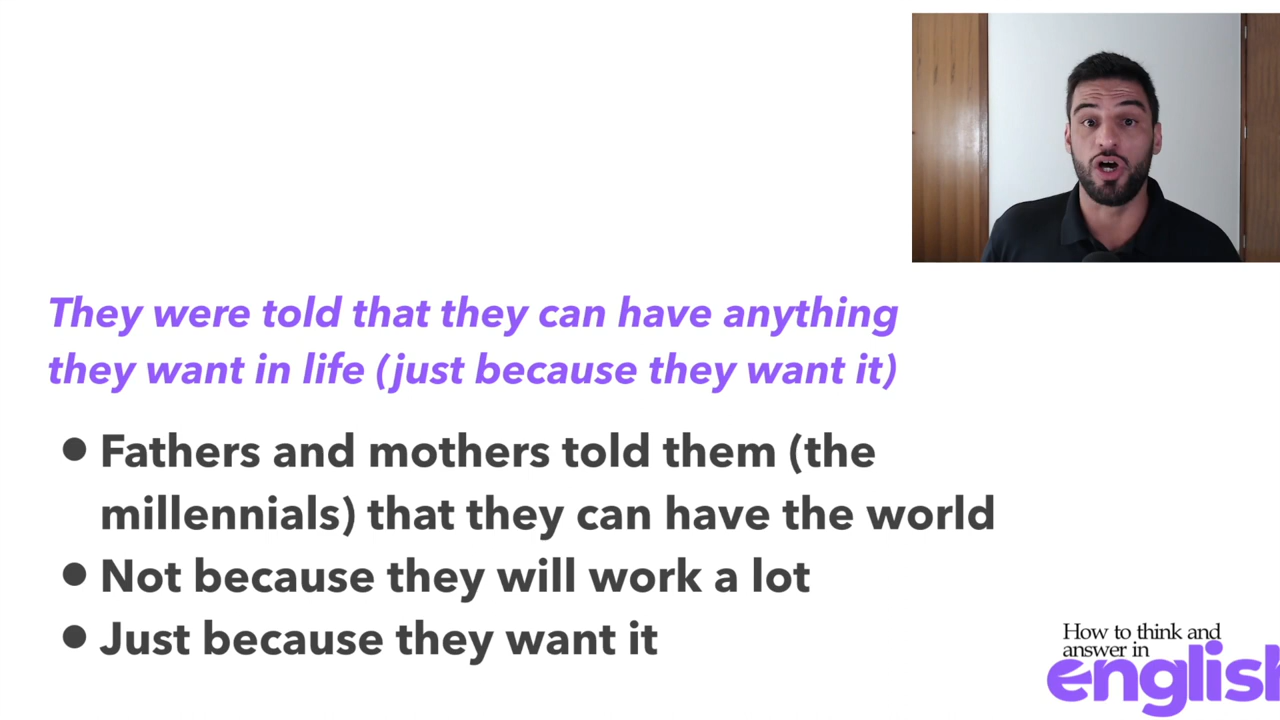 They were told that they can have anything
they want in life (just because they want it)
• Fathers and mothers told them (the
millennials) that they can have the world
• Not because they will work a lot
• Just because they want it
How to think and
answer in
english